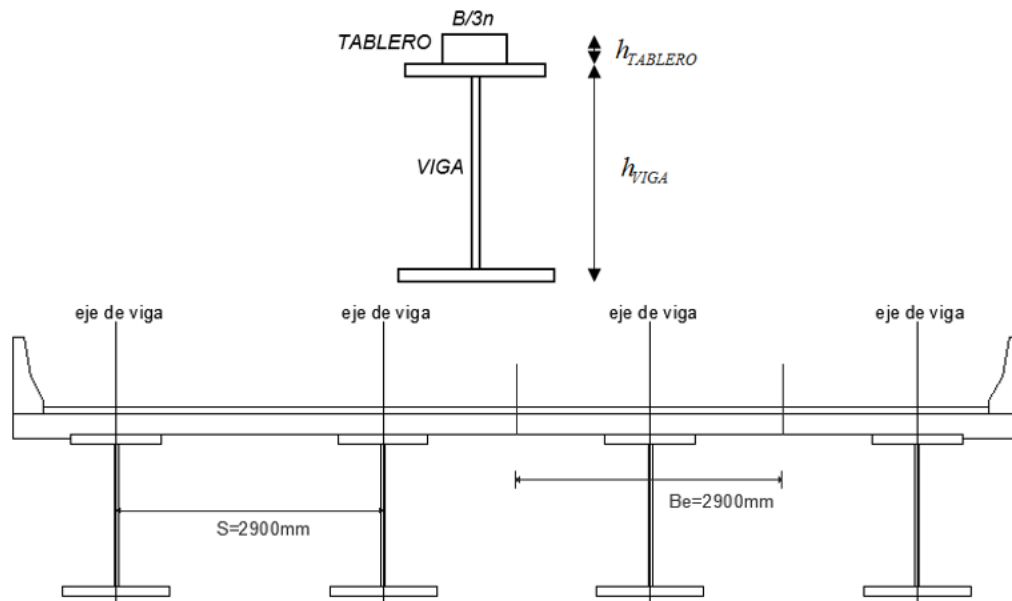 B/3n
TABLERO
h_TABLERO
VIGA
h_VIGA
eje de viga eje de viga eje de viga eje de viga
Be=2900mm
S=2900mm